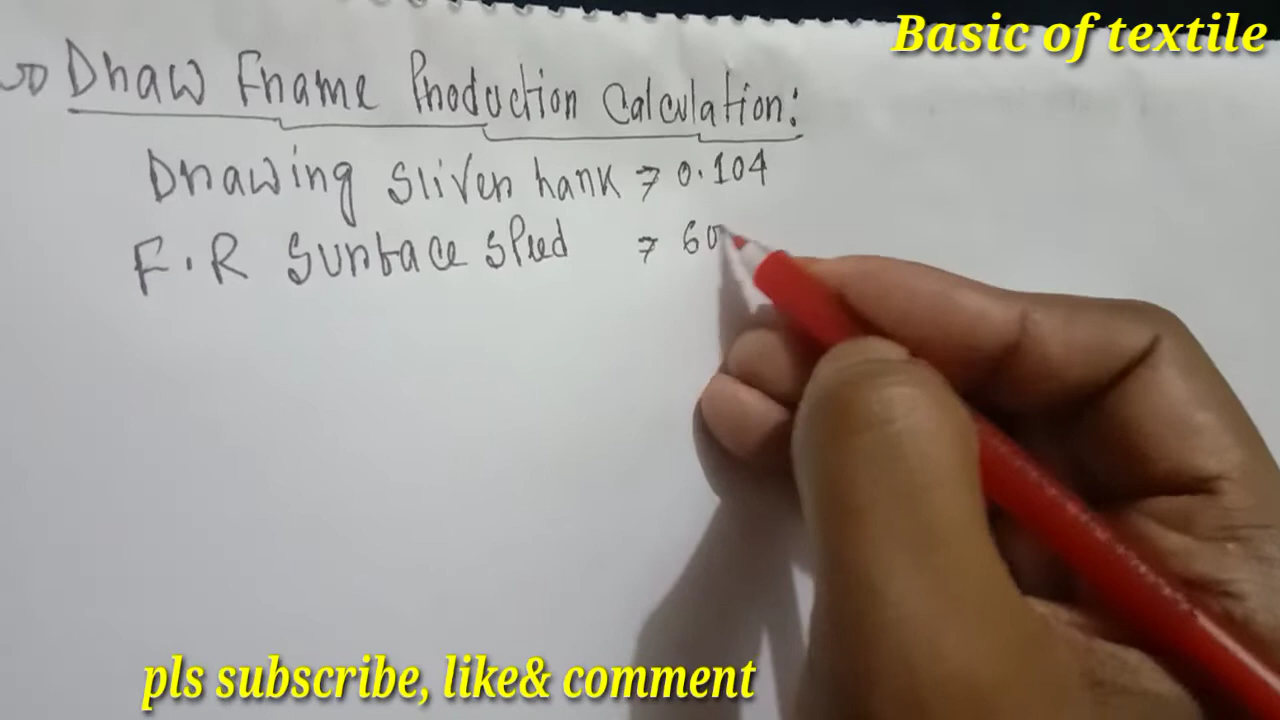 Basic of textile
Draw Frame Production Calculation:
Drawing sliver hank → 0.104
F.R Surface speed → 60
pls subscribe, like& comment